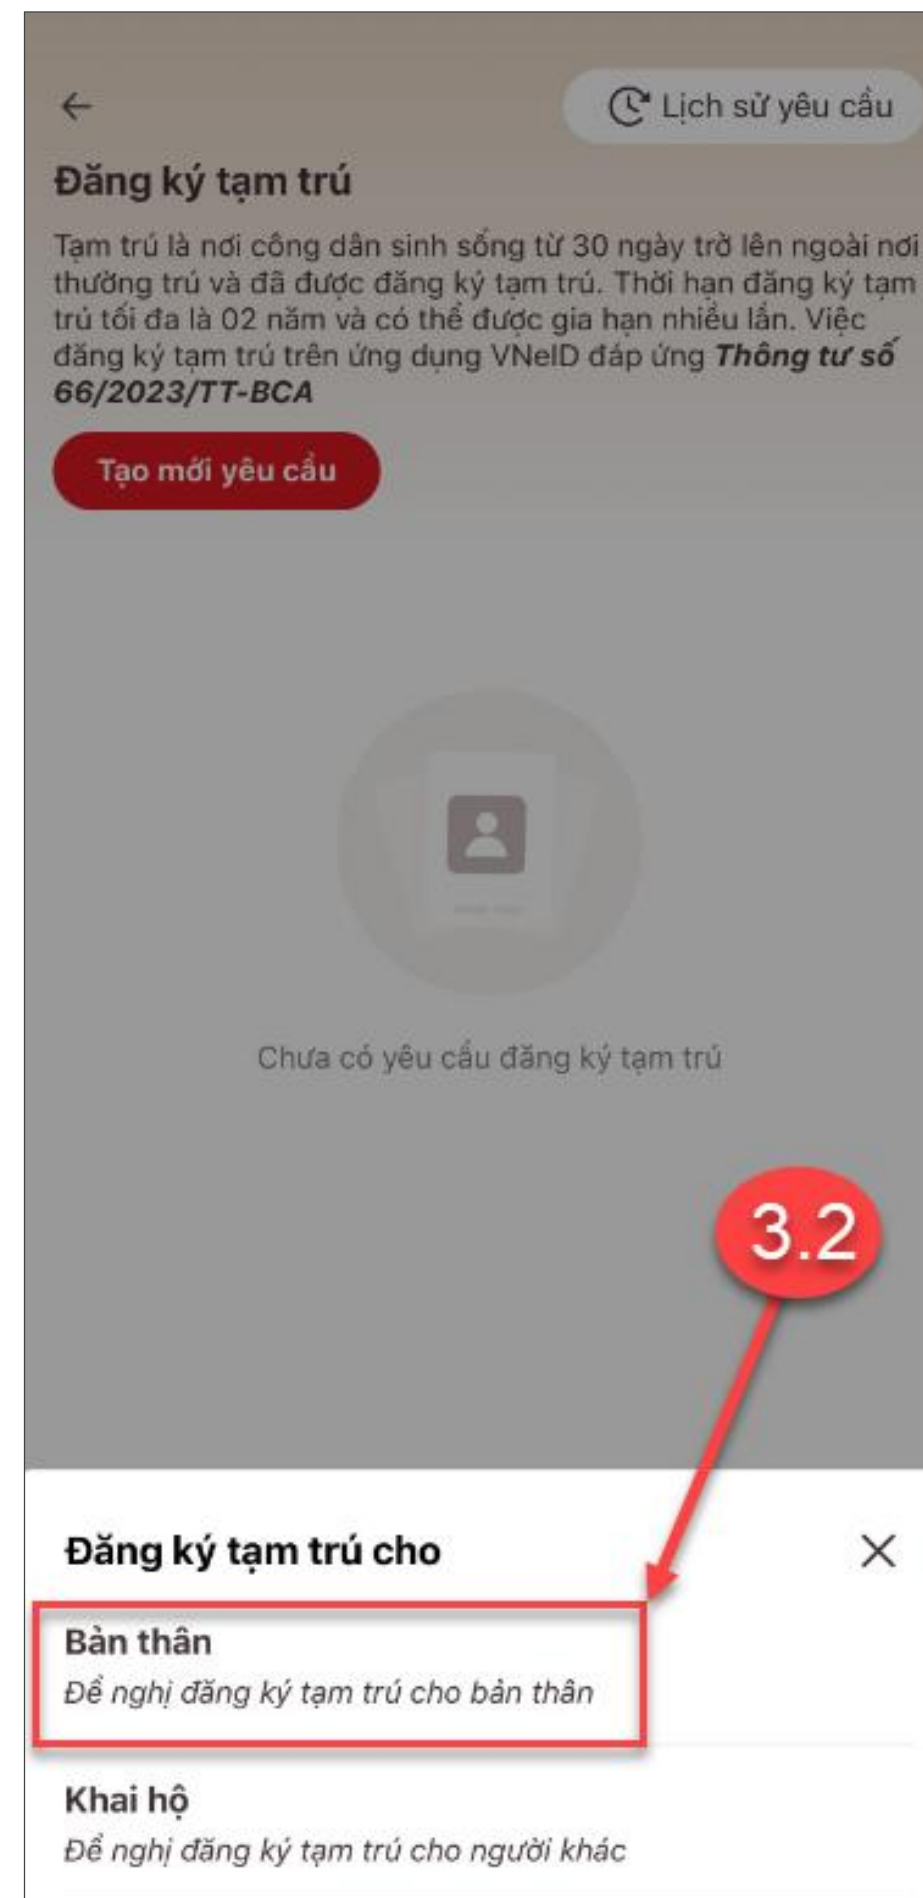 Lịch sử yêu cầu
Đăng ký tạm trú
Tạm trú là nơi công dân sinh sống từ 30 ngày trở lên ngoài nơi
thường trú và đã được đăng ký tạm trú. Thời hạn đăng ký tạm
trú tối đa là 02 năm và có thể được gia hạn nhiều lần. Việc
đăng ký tạm trú trên ứng dụng VNeID đáp ứng Thông tư số
66/2023/TT-BCA
Tạo mới yêu cầu
Chưa có yêu cầu đăng ký tạm trú
3.2
Đăng ký tạm trú cho
Bản thân
Đề nghị đăng ký tạm trú cho bản thân
Khai hộ
Đề nghị đăng ký tạm trú cho người khác